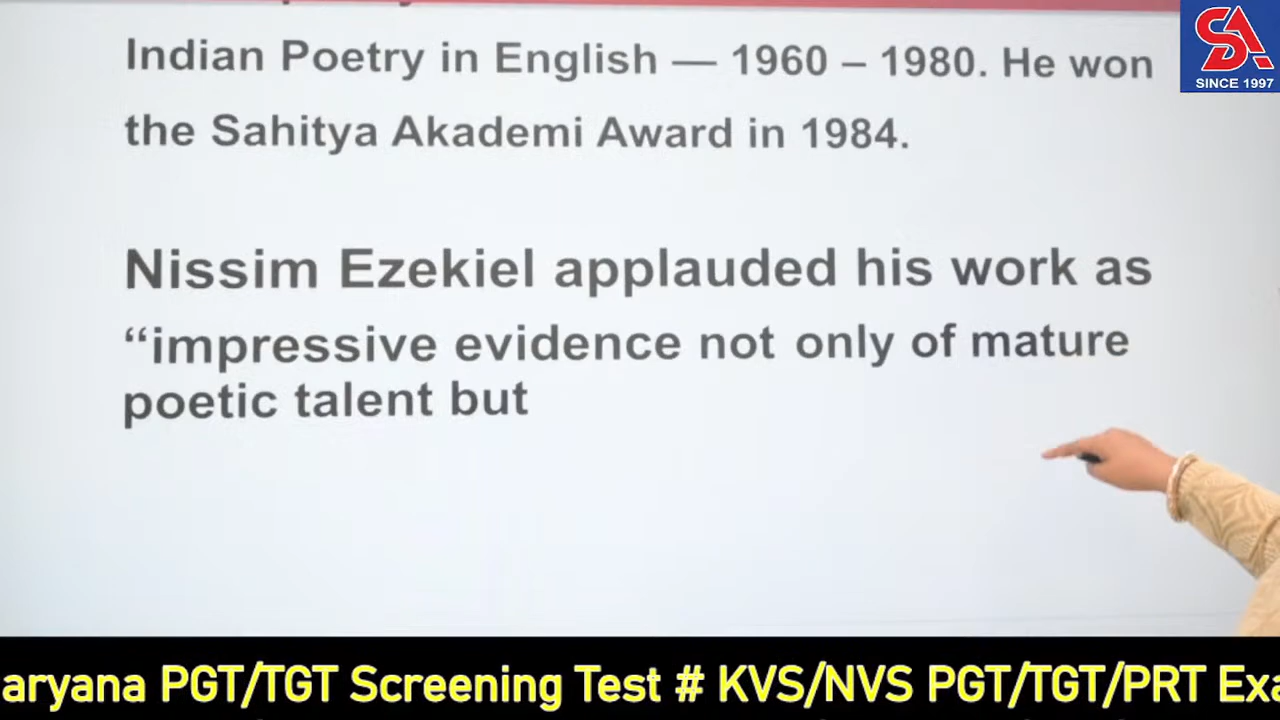 Indian Poetry in English — 1960 – 1980. He won
the Sahitya Akademi Award in 1984.
Nissim Ezekiel applauded his work as
“impressive evidence not only of mature
poetic talent but
SA
SINCE 1997
PGT/TGT Screening Test # KVS/NVS PGT/TGT/PRT